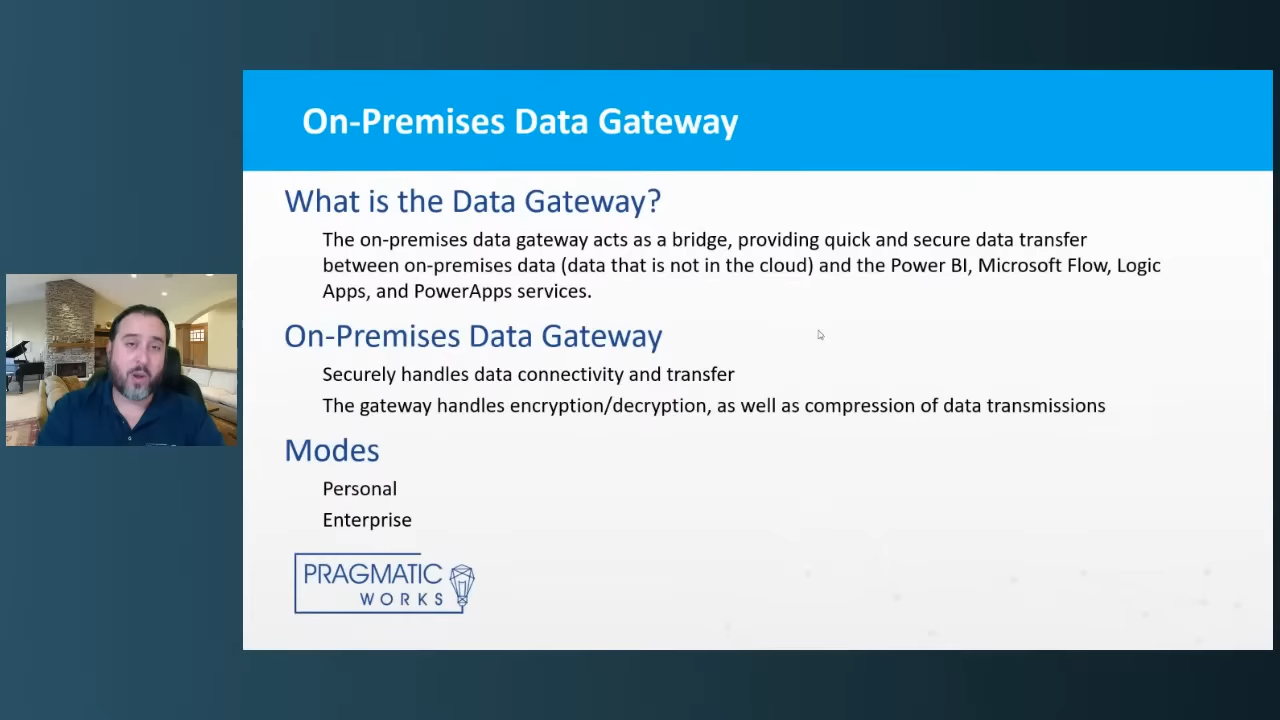 On-Premises Data Gateway
What is the Data Gateway?
The on-premises data gateway acts as a bridge, providing quick and secure data transfer
between on-premises data (data that is not in the cloud) and the Power BI, Microsoft Flow, Logic
Apps, and PowerApps services.
On-Premises Data Gateway
Securely handles data connectivity and transfer
The gateway handles encryption/decryption, as well as compression of data transmissions
Modes
Personal
Enterprise
PRAGMATIC
WORKS